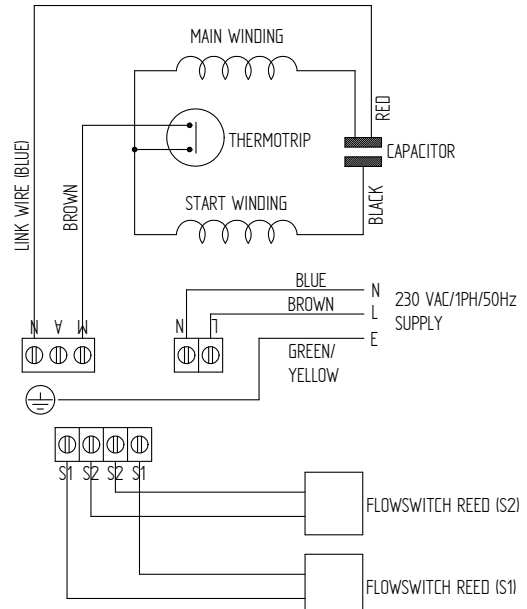 MAIN WINDING
RED
THERMOTRIP
CAPACITOR
LINK WIRE (BLUE)
BROWN
START WINDING
BLACK
BLUE
N
BROWN
L
230 VAC/1PH/50Hz
SUPPLY
N A M
N L
GREEN/
YELLOW
E
S1 S2 S2 S1
FLOWSWITCH REED (S2)
FLOWSWITCH REED (S1)